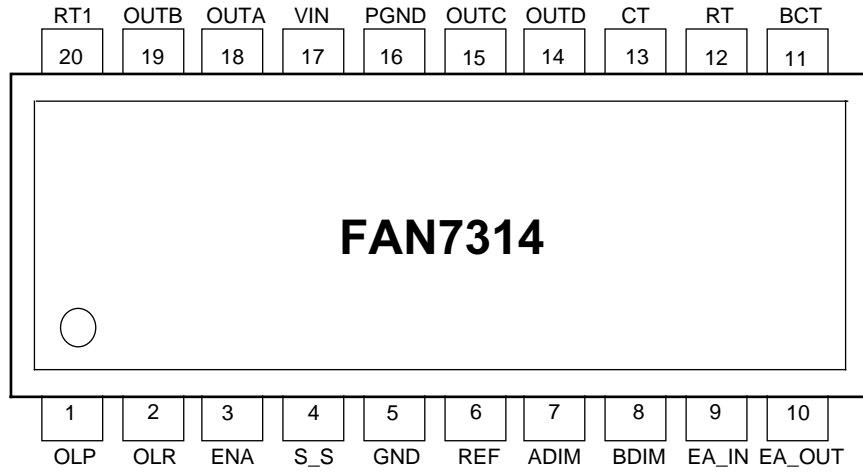 RT1 OUTB OUTA VIN PGND OUTC OUTD CT RT BCT
20 19 18 17 16 15 14 13 12 11
FAN7314
1 2 3 4 5 6 7 8 9 10
OLP OLR ENA S_S GND REF ADIM BDIM EA_IN EA_OUT